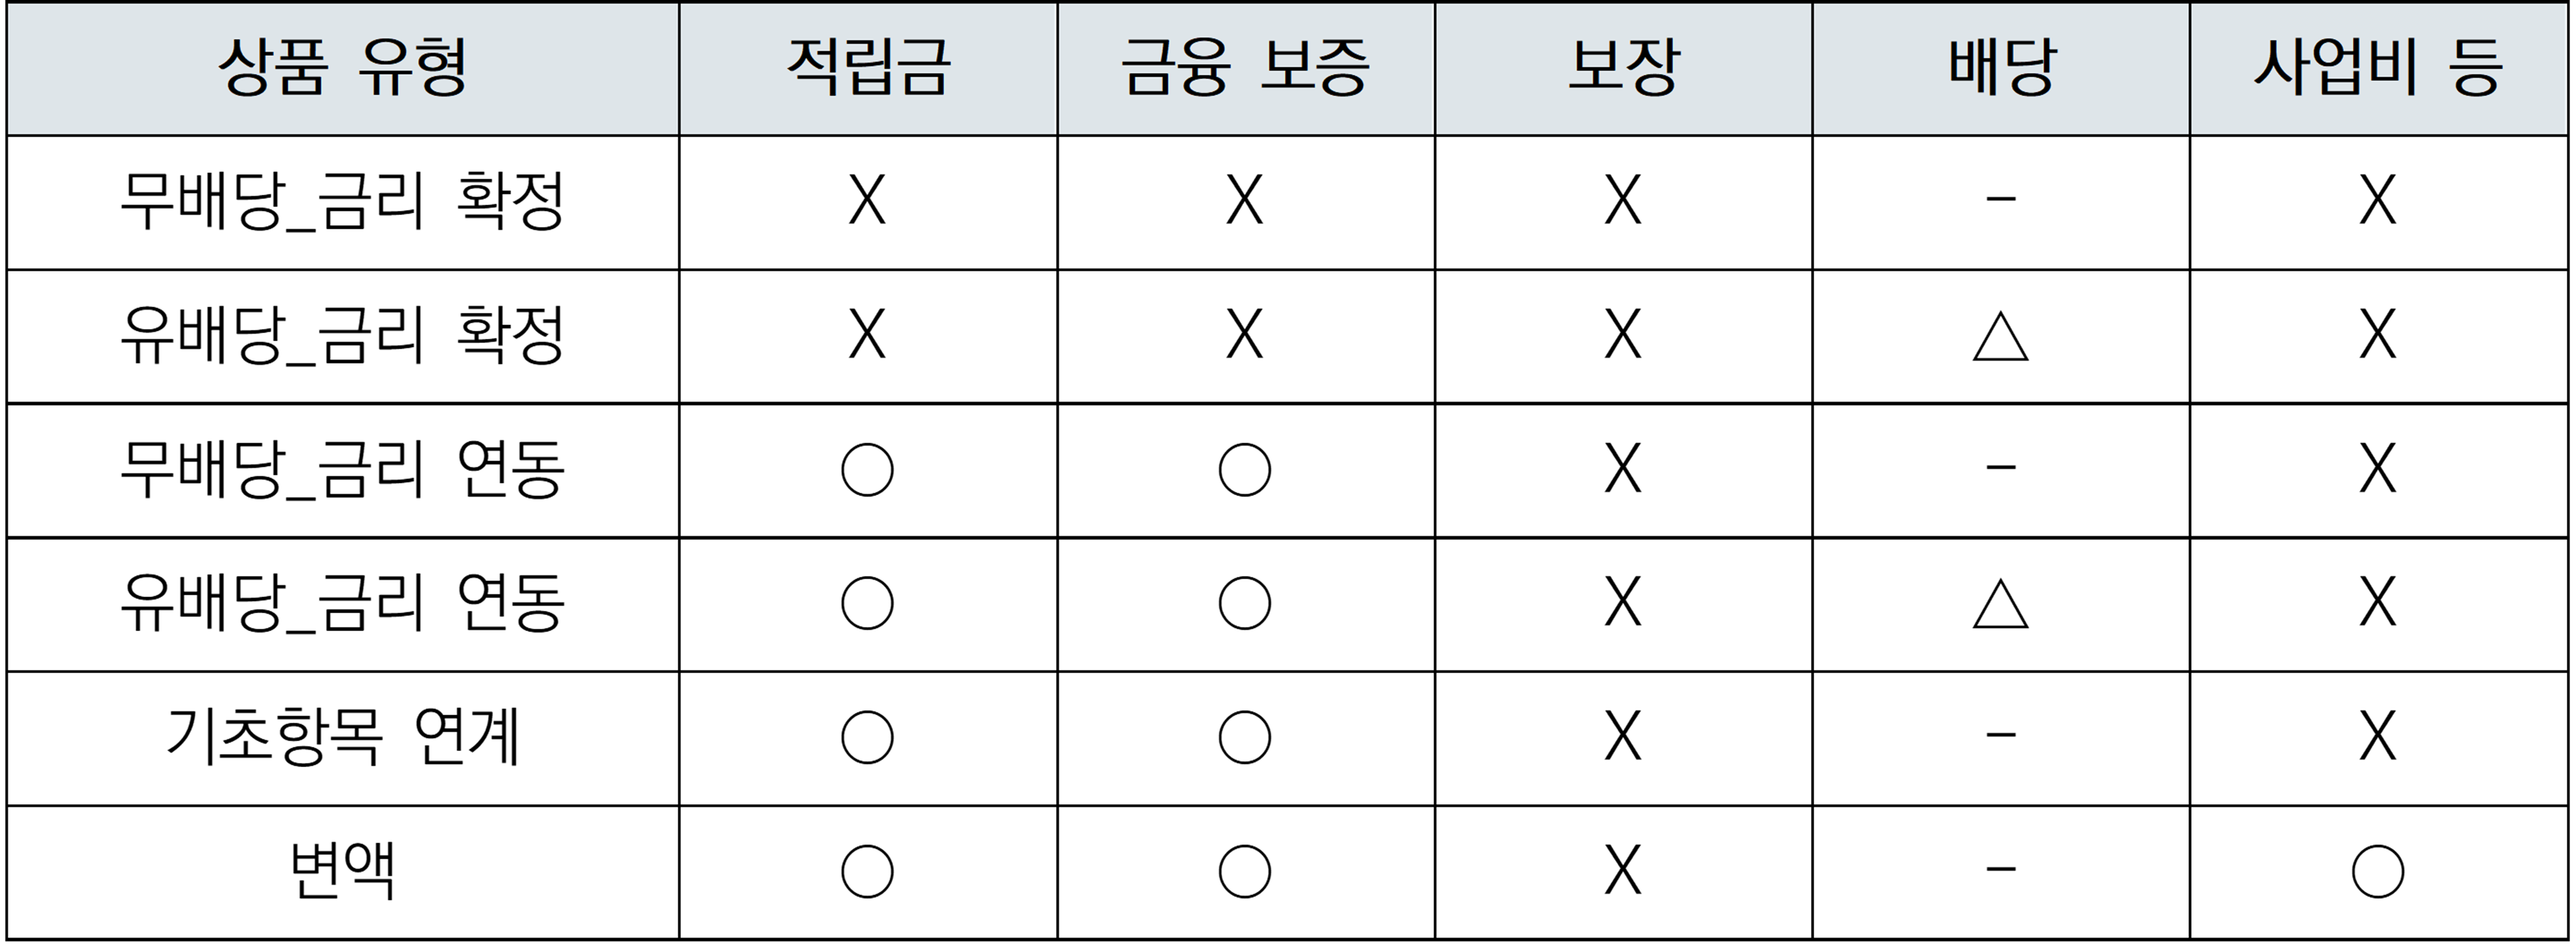 상품 유형 적립금 금융 보증 보장 배당 사업비 등
무배당_금리 확정 X X X - X
유배당_금리 확정 X X X △ X
무배당_금리 연동 ○ ○ X - X
유배당_금리 연동 ○ ○ X △ X
기초항목 연계 ○ ○ X - X
변액 ○ ○ X - ○